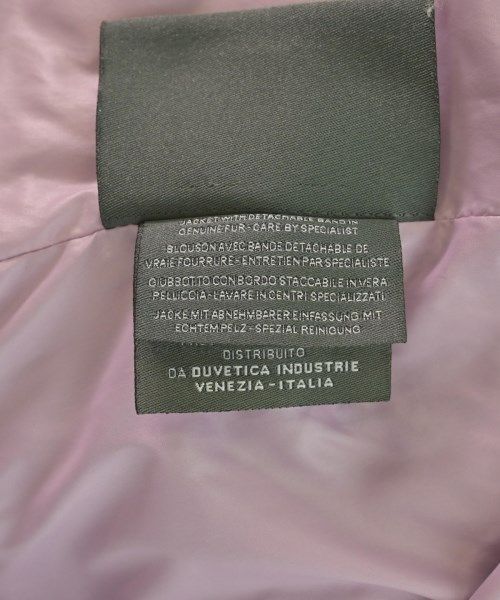 JACKET WITH DETACHABLE BAND IN
GENUINE FUR - CARE BY SPECIALIST
BLOUSON AVEC BANDE DETACHABLE DE
VRAIE FOURRURE - ENTRETIEN PAR SPECIALISTE
GIUBBOTTO CON BORDO STACCABILE IN VERA
PELLICCIA - LAVARE IN CENTRI SPECIALIZZATI
JACKE MIT ABNEHMBARER EINFASSUNG MIT
ECHTEM PELZ - SPEZIAL REINIGUNG
DISTRIBUITO
DA DUVETICA INDUSTRIE
VENEZIA - ITALIA